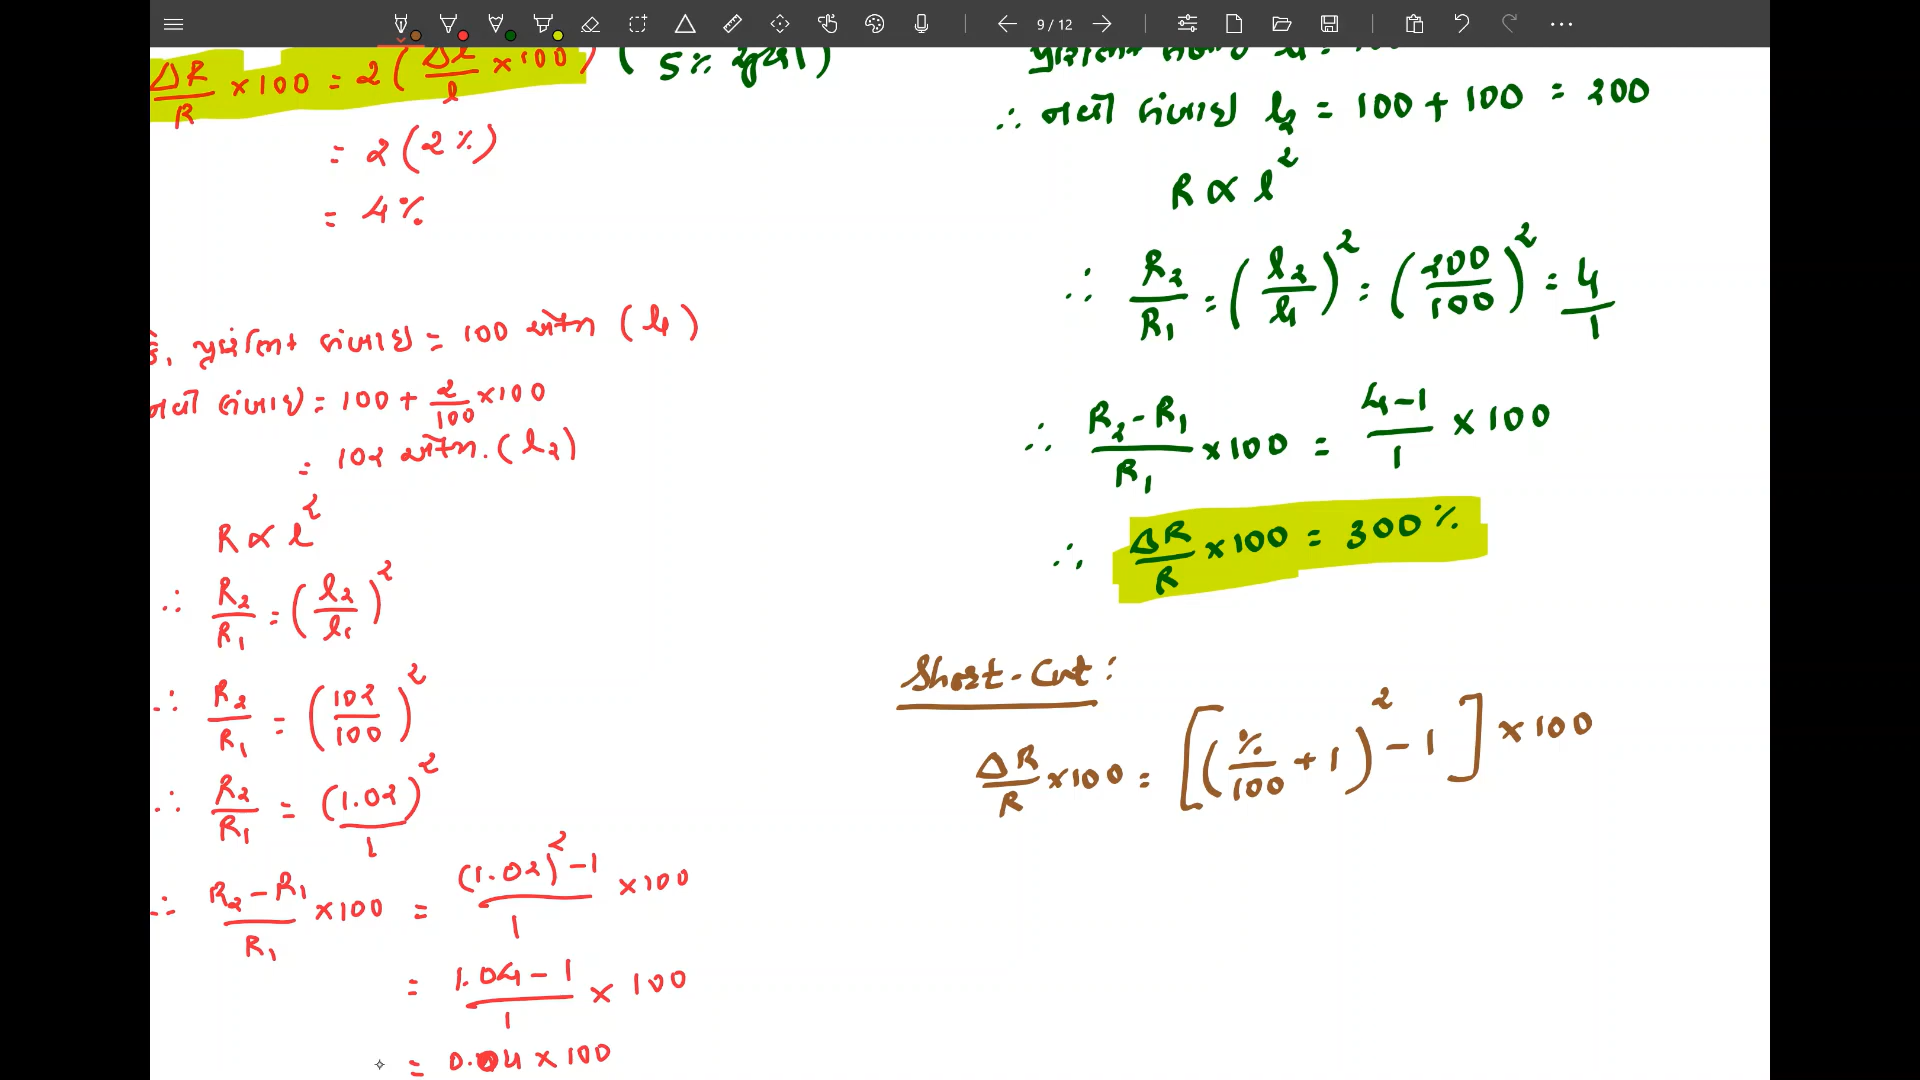 9 / 12
ΔR/R × 100 = 2 ( Δl/l × 100 ) ( 5% સુધી )
= 2 ( 2 % )
= 4 %
પ્રારંભિક લંબાઈ = 100 એકમ ( l₁ )
નવી લંબાઈ = 100 + 2/100 × 100
= 102 એકમ. ( l₂ )
R ∝ l²
∴ R₂/R₁ = ( l₂/l₁ )²
∴ R₂/R₁ = ( 102/100 )²
∴ R₂/R₁ = (1.02)²/1
∴ R₂ - R₁/R₁ × 100 = (1.02)² - 1/1 × 100
= 1.04 - 1/1 × 100
= 0.04 × 100
∴ નવી લંબાઈ l₂ = 100 + 100 = 200
R ∝ l²
∴ R₂/R₁ = ( l₂/l₁ )² = ( 200/100 )² = 4/1
∴ R₂ - R₁/R₁ × 100 = 4 - 1/1 × 100
∴ ΔR/R × 100 = 300 %
Short-Cut :
ΔR/R × 100 = [ ( %/100 + 1 )² - 1 ] × 100